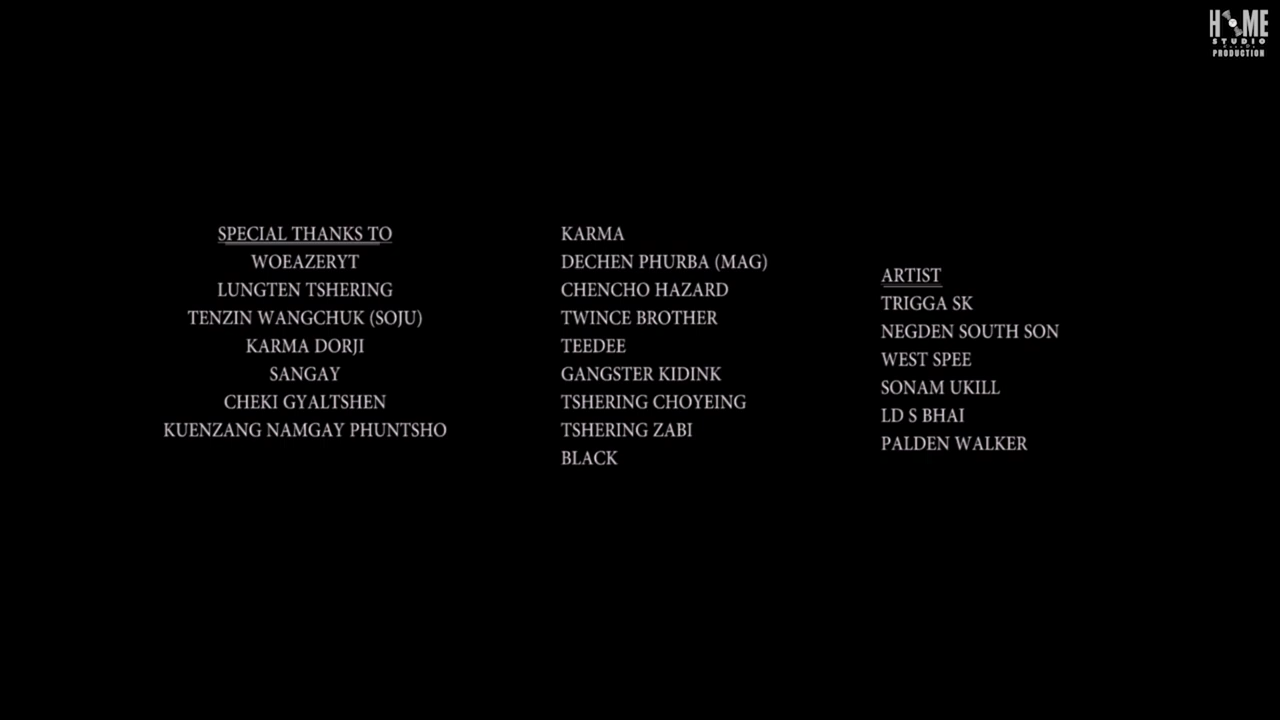 HOME
STUDIO
PRODUCTION
SPECIAL THANKS TO
WOEAZERYT
LUNGTEN TSHERING
TENZIN WANGCHUK (SOJU)
KARMA DORJI
SANGAY
CHEKI GYALTSHEN
KUENZANG NAMGAY PHUNTSHO
KARMA
DECHEN PHURBA (MAG)
CHENCHO HAZARD
TWINCE BROTHER
TEEDEE
GANGSTER KIDINK
TSHERING CHOYEING
TSHERING ZABI
BLACK
ARTIST
TRIGGA SK
NEGDEN SOUTH SON
WEST SPEE
SONAM UKILL
LD S BHAI
PALDEN WALKER